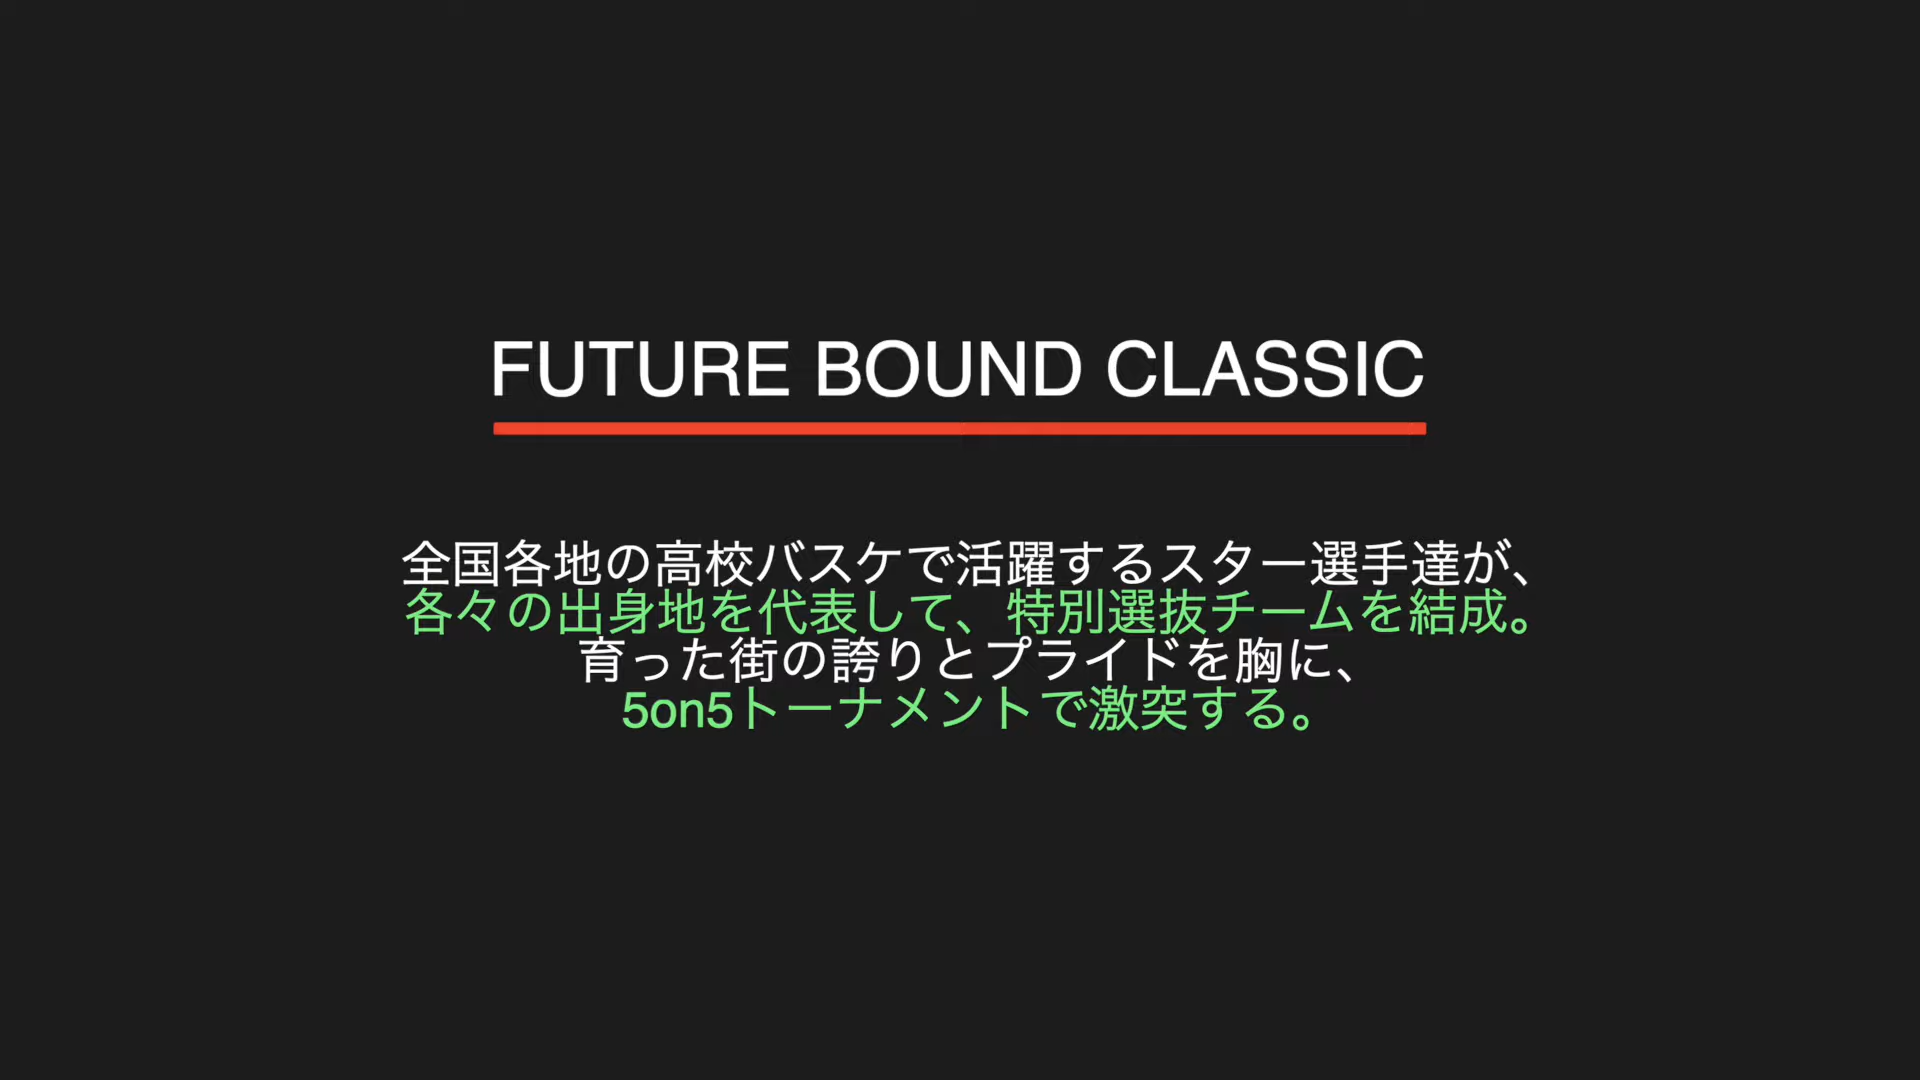 FUTURE BOUND CLASSIC
全国各地の高校バスケで活躍するスター選手達が、
各々の出身地を代表して、特別選抜チームを結成。
育った街の誇りとプライドを胸に、
5on5トーナメントで激突する。